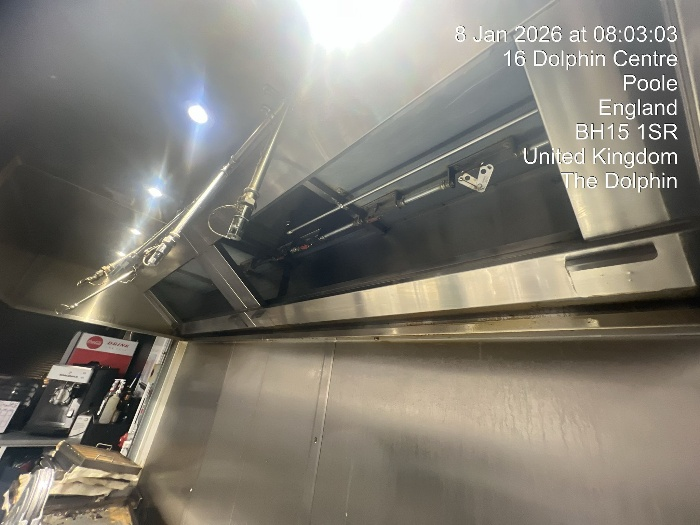 8 Jan 2026 at 08:03:03
16 Dolphin Centre
Poole
England
BH15 1SR
United Kingdom
The Dolphin